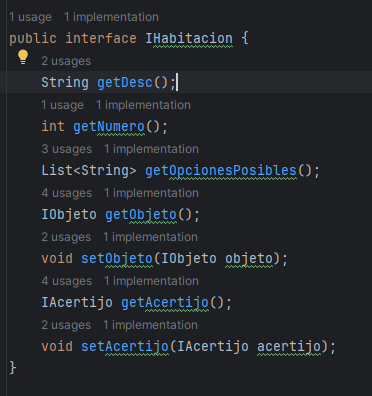 1 usage   1 implementation
public interface IHabitacion {
2 usages
String getDesc();
1 usage   1 implementation
int getNumero();
3 usages   1 implementation
List<String> getOpcionesPosibles();
4 usages   1 implementation
IObjeto getObjeto();
2 usages   1 implementation
void setObjeto(IObjeto objeto);
4 usages   1 implementation
IAcertijo getAcertijo();
2 usages   1 implementation
void setAcertijo(IAcertijo acertijo);
}